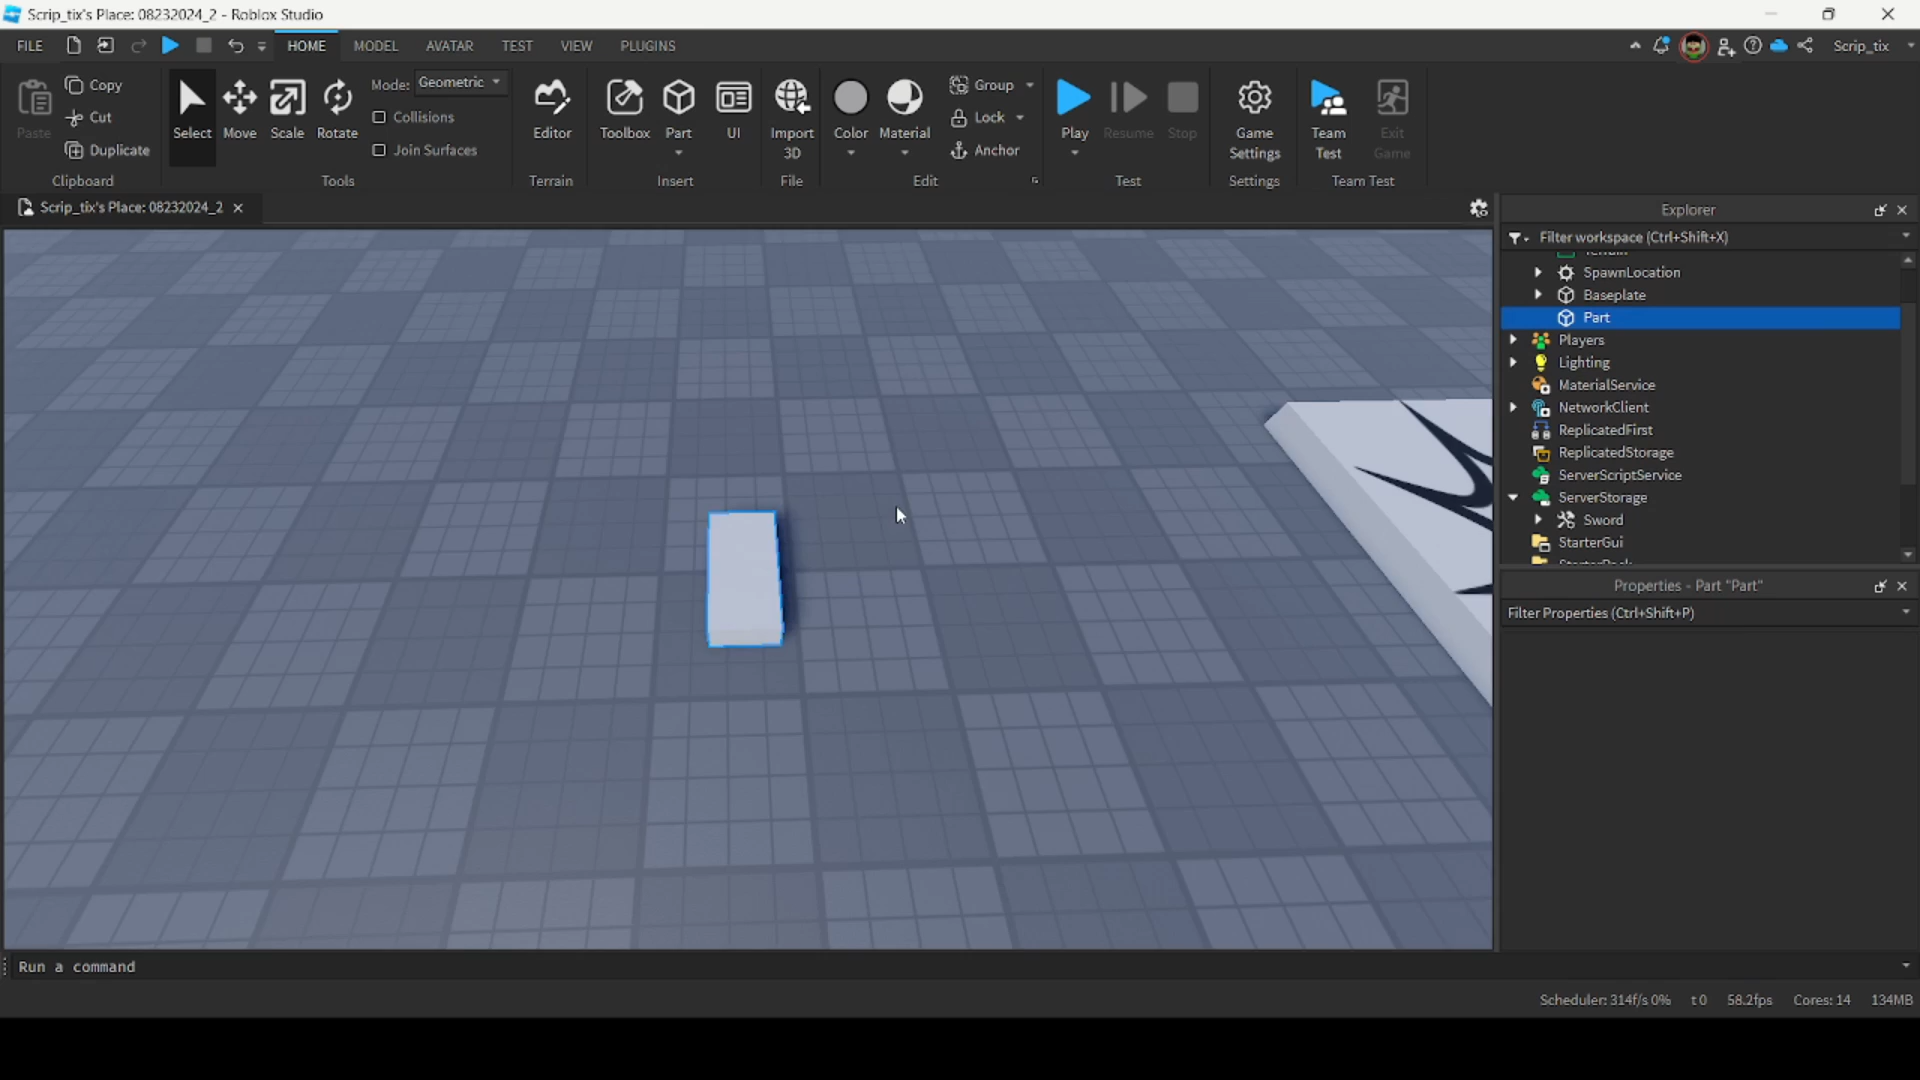 Scrip_tix's Place: 08232024_2 - Roblox Studio
FILE HOME MODEL AVATAR TEST VIEW PLUGINS Scrip_tix
Paste Copy Cut Duplicate
Clipboard
Select Move Scale Rotate
Mode: Geometric
Collisions
Join Surfaces
Tools
Editor
Terrain
Toolbox Part UI
Insert
Import 3D
File
Color Material
Group
Lock
Anchor
Edit
Play Resume Stop
Test
Game Settings
Settings
Team Test Exit Game
Team Test
Scrip_tix's Place: 08232024_2
Explorer
Filter workspace (Ctrl+Shift+X)
SpawnLocation
Baseplate
Part
Players
Lighting
MaterialService
NetworkClient
ReplicatedFirst
ReplicatedStorage
ServerScriptService
ServerStorage
Sword
StarterGui
Properties - Part "Part"
Filter Properties (Ctrl+Shift+P)
Run a command
Scheduler: 314f/s 0% t 0 58.2fps Cores: 14 134MB